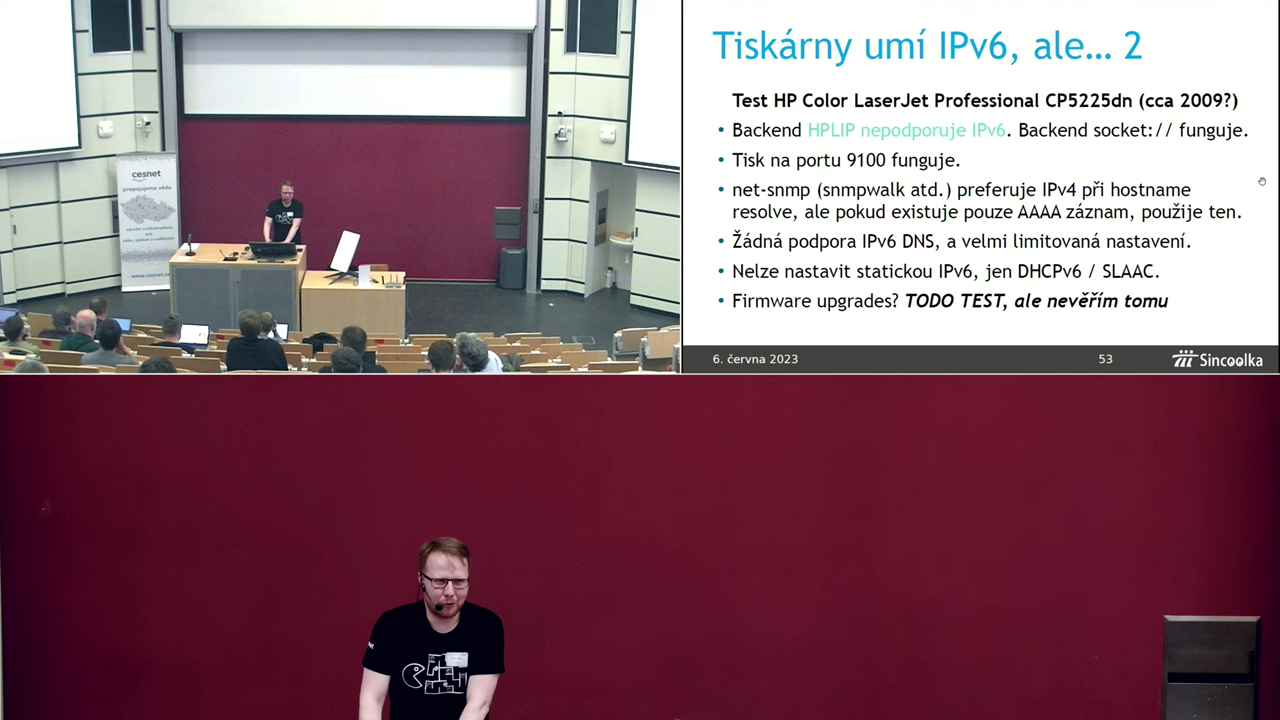 cesnet
propojujeme vědu
www.cesnet.cz
Tiskárny umí IPv6, ale… 2
Test HP Color LaserJet Professional CP5225dn (cca 2009?)
• Backend HPLIP nepodporuje IPv6. Backend socket:// funguje.
• Tisk na portu 9100 funguje.
• net-snmp (snmpwalk atd.) preferuje IPv4 při hostname
resolve, ale pokud existuje pouze AAAA záznam, použije ten.
• Žádná podpora IPv6 DNS, a velmi limitovaná nastavení.
• Nelze nastavit statickou IPv6, jen DHCPv6 / SLAAC.
• Firmware upgrades? TODO TEST, ale nevěřím tomu
6. června 2023
53
Sincoolka